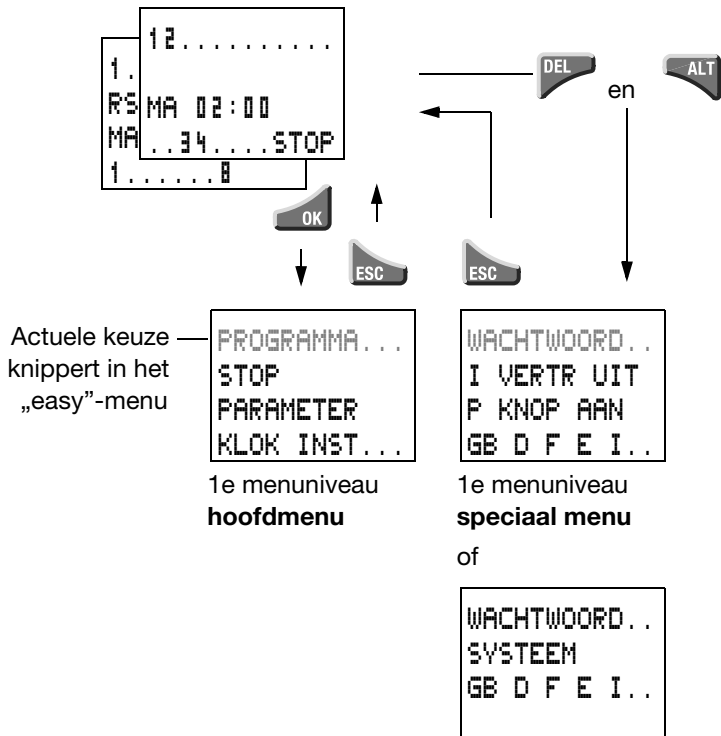 12..........
1.
RS MA 02:00
MA ..34....STOP
1......8
DEL
en
ALT
OK
ESC
ESC
Actuele keuze
knippert in het
„easy”-menu
PROGRAMMA...
STOP
PARAMETER
KLOK INST...
1e menuniveau
hoofdmenu
WACHTWOORD..
I VERTR UIT
P KNOP AAN
GB D F E I..
1e menuniveau
speciaal menu
of
WACHTWOORD..
SYSTEEM
GB D F E I..